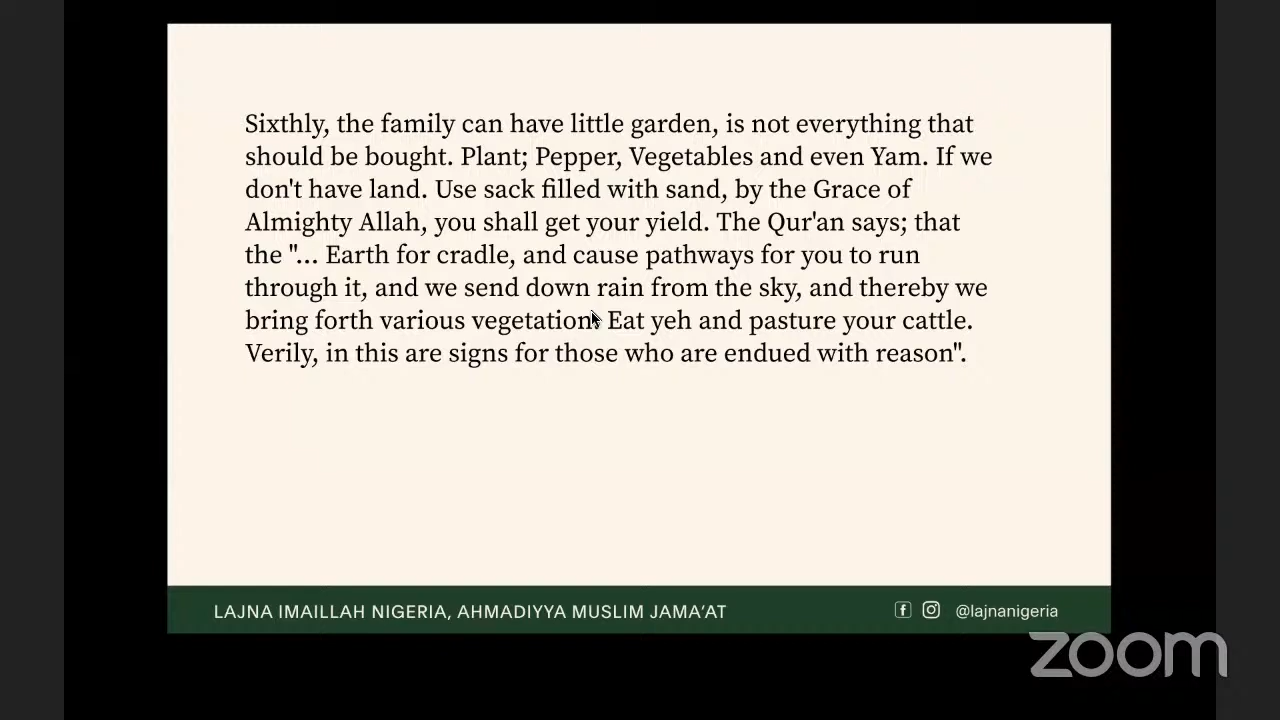 Sixthly, the family can have little garden, is not everything that
should be bought. Plant; Pepper, Vegetables and even Yam. If we
don't have land. Use sack filled with sand, by the Grace of
Almighty Allah, you shall get your yield. The Qur'an says; that
the "... Earth for cradle, and cause pathways for you to run
through it, and we send down rain from the sky, and thereby we
bring forth various vegetation. Eat yeh and pasture your cattle.
Verily, in this are signs for those who are endued with reason".
LAJNA IMAILLAH NIGERIA, AHMADIYYA MUSLIM JAMA'AT
@lajnanigeria
zoom